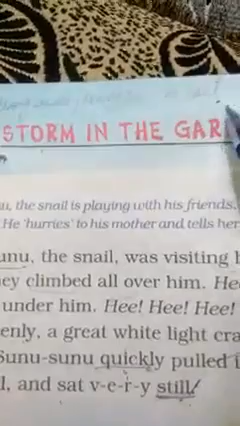 STORM IN THE GAR
the snail is playing with his friends.
He 'hurries' to his mother and tells her
unu, the snail, was visiting
ey climbed all over him. He
under him. Hee! Hee! Hee!
enly, a great white light cra
Sunu-sunu quickly pulled i
l, and sat v-e-r-y still!